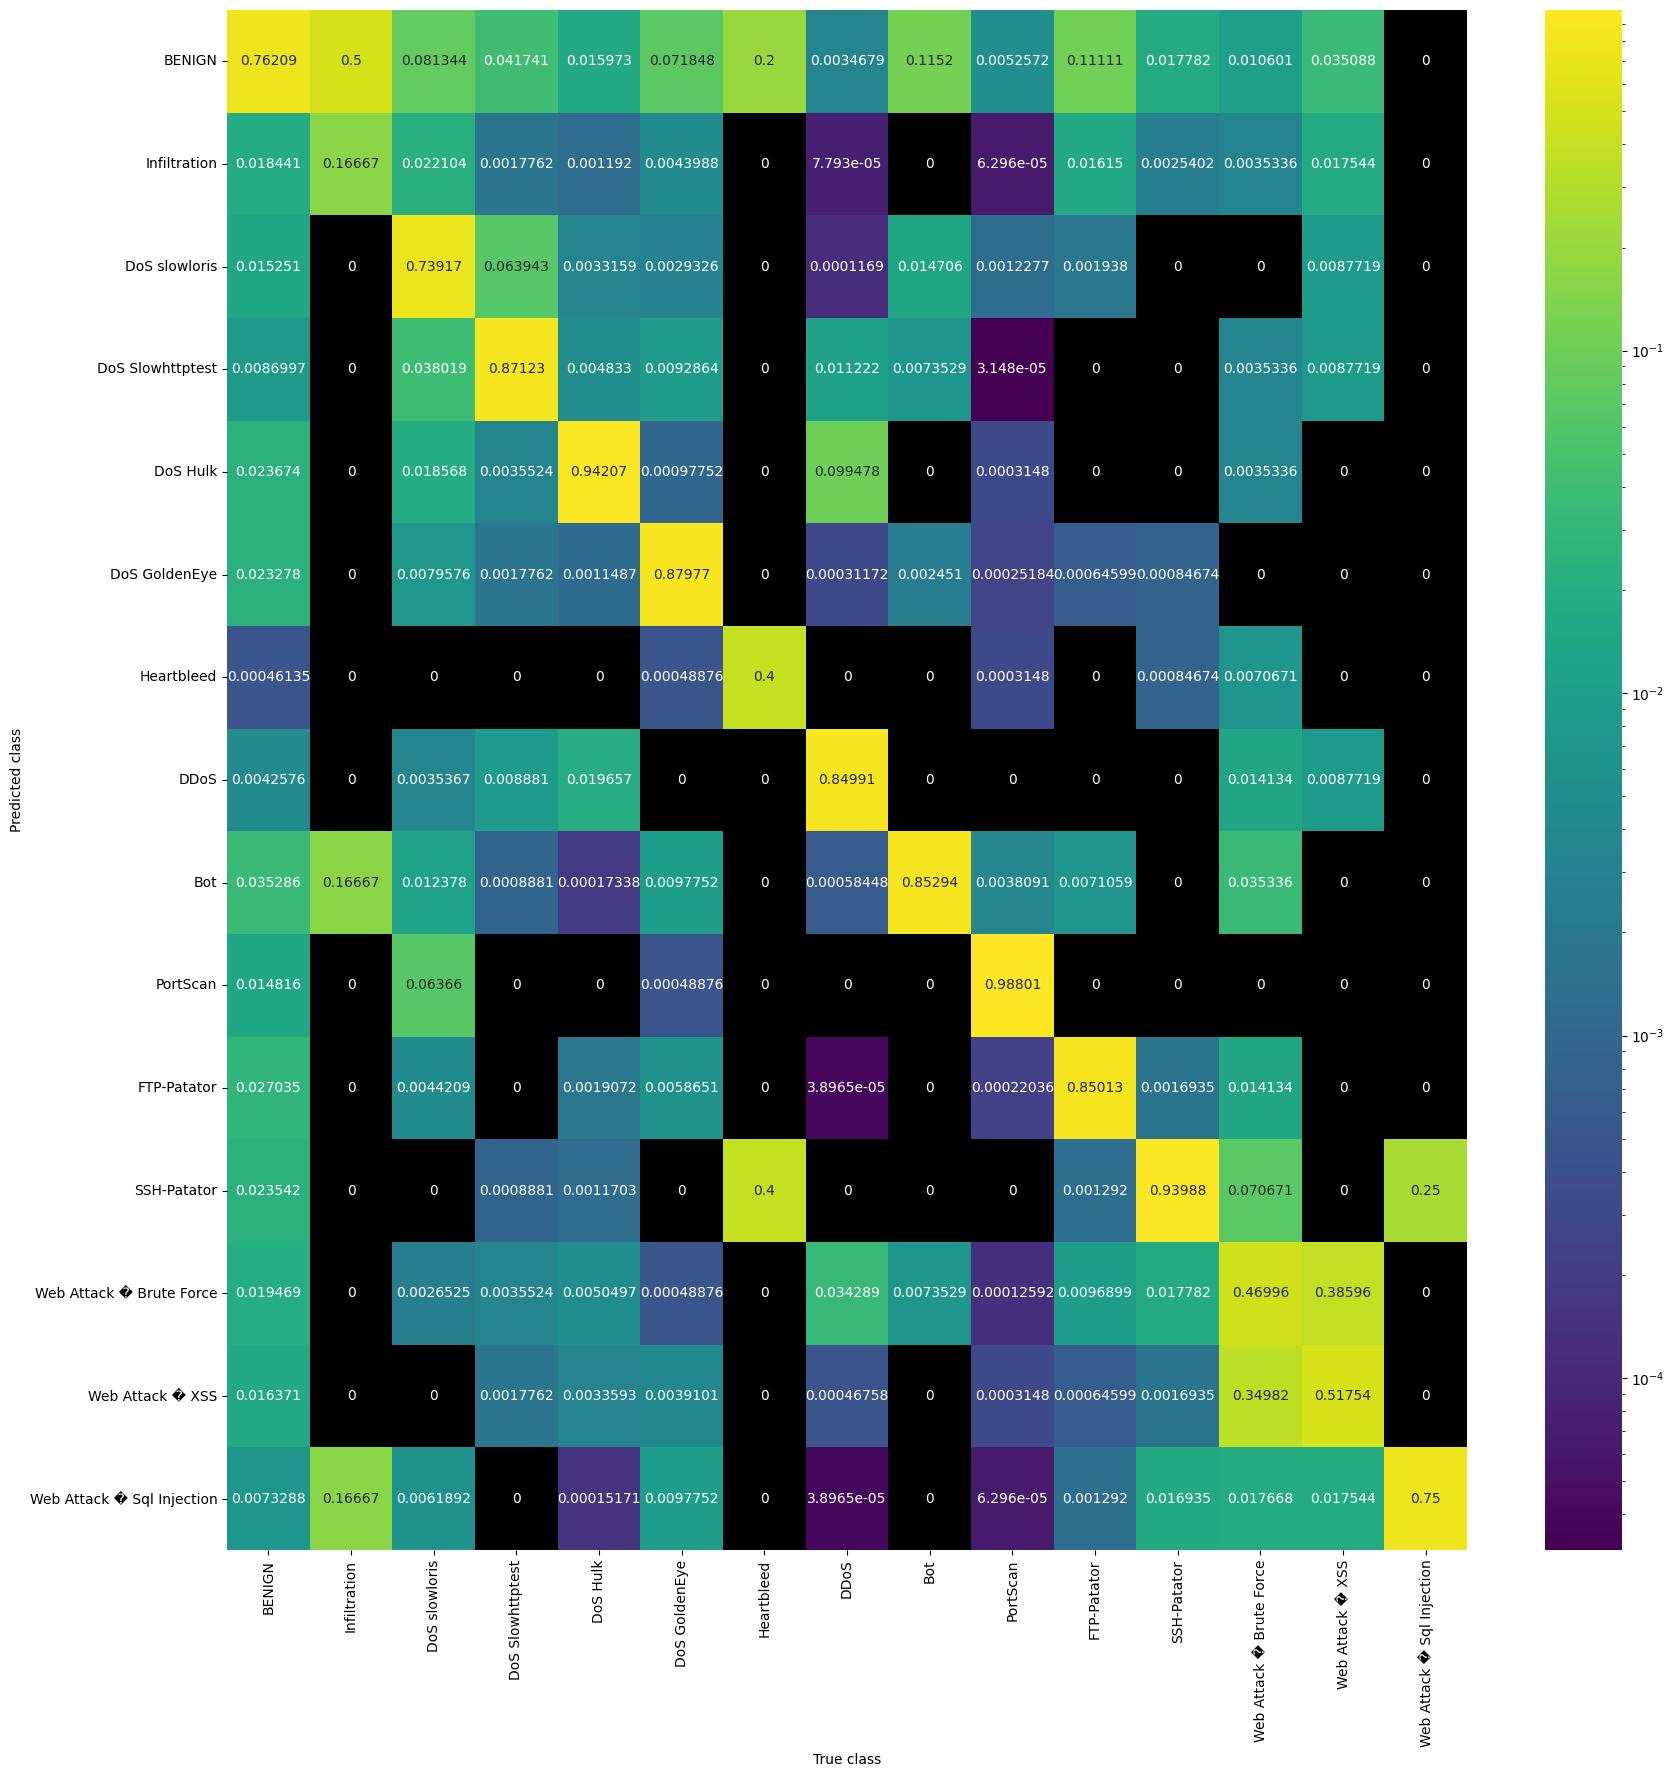 BENIGN 0.76209 0.5 0.081344 0.041741 0.015973 0.071848 0.2 0.0034679 0.1152 0.0052572 0.11111 0.017782 0.010601 0.035088 0
Infiltration 0.018441 0.16667 0.022104 0.0017762 0.001192 0.0043988 0 7.793e-05 0 6.296e-05 0.01615 0.0025402 0.0035336 0.017544 0
DoS slowloris 0.015251 0 0.73917 0.063943 0.0033159 0.0029326 0 0.0001169 0.014706 0.0012277 0.001938 0 0 0.0087719 0
DoS Slowhttptest 0.0086997 0 0.038019 0.87123 0.004833 0.0092864 0 0.011222 0.0073529 3.148e-05 0 0 0.0035336 0.0087719 0
10⁻¹
DoS Hulk 0.023674 0 0.018568 0.0035524 0.94207 0.00097752 0 0.099478 0 0.0003148 0 0 0.0035336 0 0
DoS GoldenEye 0.023278 0 0.0079576 0.0017762 0.0011487 0.87977 0 0.00031172 0.002451 0.00025184 0.00064599 0.00084674 0 0 0
Heartbleed 0.00046135 0 0 0 0 0.00048876 0.4 0 0 0.0003148 0 0.00084674 0.0070671 0 0
10⁻²
Predicted class
DDoS 0.0042576 0 0.0035367 0.008881 0.019657 0 0 0.84991 0 0 0 0 0.014134 0.0087719 0
Bot 0.035286 0.16667 0.012378 0.0008881 0.00017338 0.0097752 0 0.00058448 0.85294 0.0038091 0.0071059 0 0.035336 0 0
PortScan 0.014816 0 0.06366 0 0 0.00048876 0 0 0 0.98801 0 0 0 0 0
10⁻³
FTP-Patator 0.027035 0 0.0044209 0 0.0019072 0.0058651 0 3.8965e-05 0 0.00022036 0.85013 0.0016935 0.014134 0 0
SSH-Patator 0.023542 0 0 0.0008881 0.0011703 0 0.4 0 0 0 0.001292 0.93988 0.070671 0 0.25
Web Attack � Brute Force 0.019469 0 0.0026525 0.0035524 0.0050497 0.00048876 0 0.034289 0.0073529 0.00012592 0.0096899 0.017782 0.46996 0.38596 0
10⁻⁴
Web Attack � XSS 0.016371 0 0 0.0017762 0.0033593 0.0039101 0 0.00046758 0 0.0003148 0.00064599 0.0016935 0.34982 0.51754 0
Web Attack � Sql Injection 0.0073288 0.16667 0.0061892 0 0.00015171 0.0097752 0 3.8965e-05 0 6.296e-05 0.001292 0.016935 0.017668 0.017544 0.75
BENIGN
Infiltration
DoS slowloris
DoS Slowhttptest
DoS Hulk
DoS GoldenEye
Heartbleed
DDoS
Bot
PortScan
FTP-Patator
SSH-Patator
Web Attack � Brute Force
Web Attack � XSS
Web Attack � Sql Injection
True class